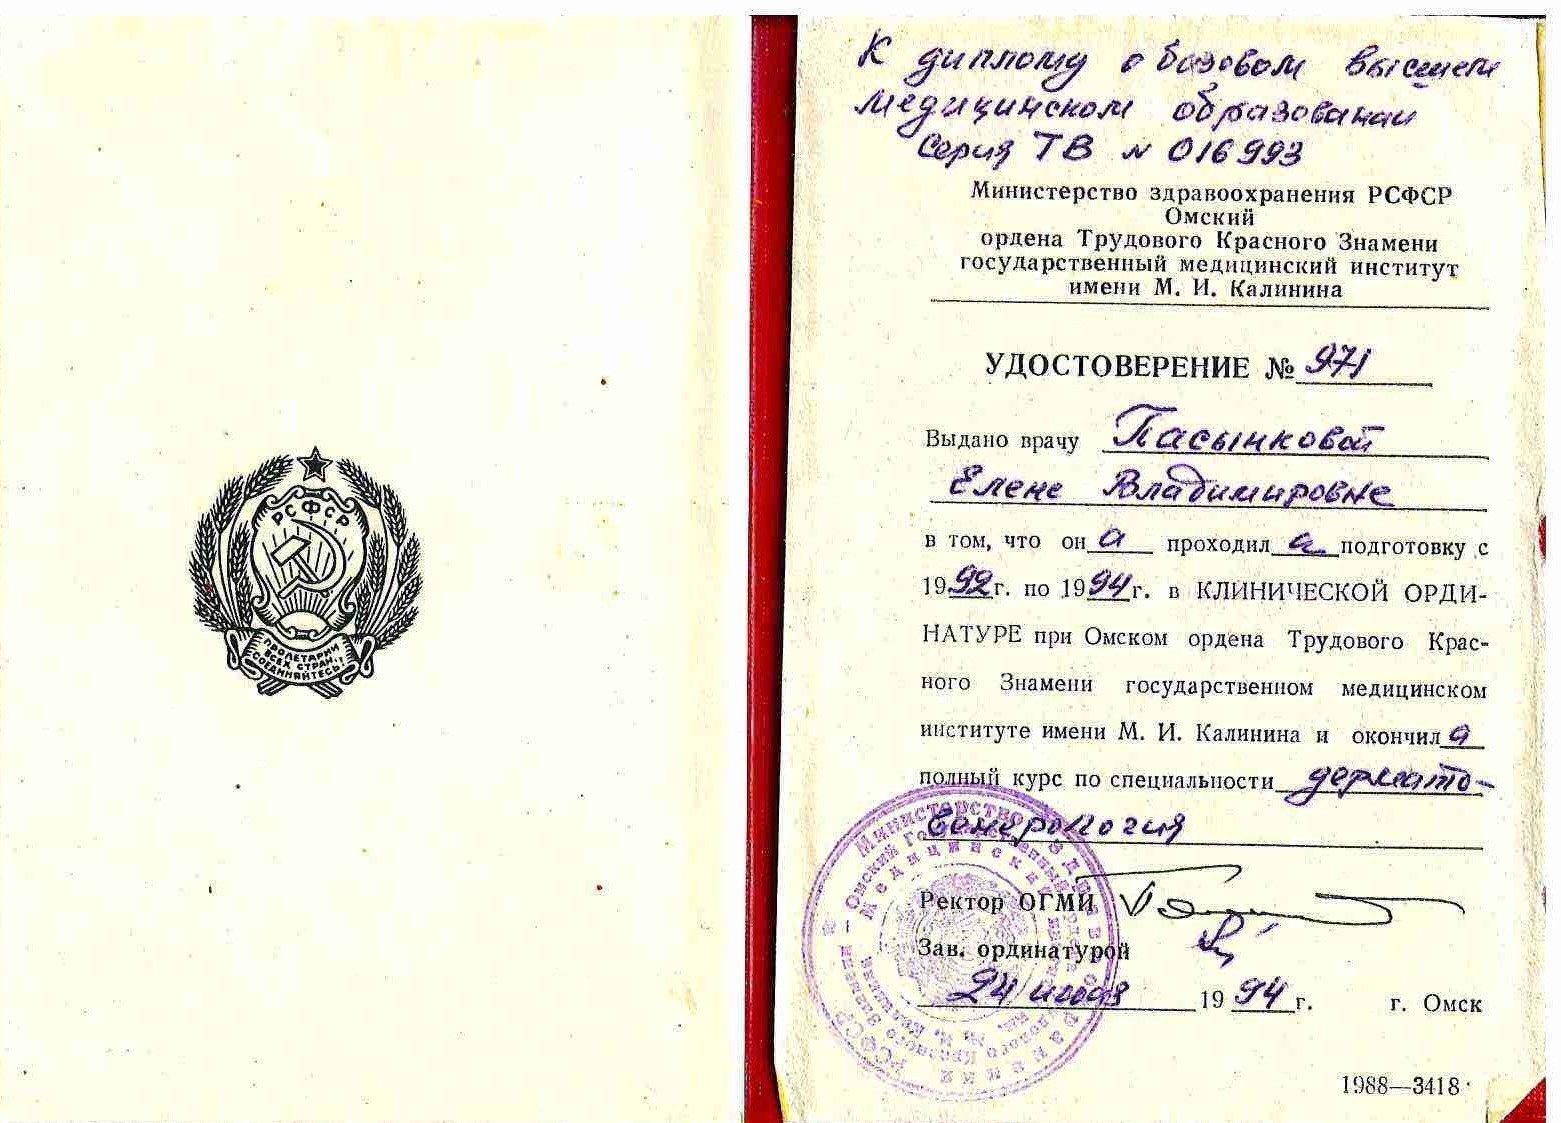 РСФСР
ПРОЛЕТАРИИ
ВСЕХ СТРАН,
СОЕДИНЯЙТЕСЬ!
К диплому о базовом высшем
медицинском образовании
Серия ТВ № 016993
Министерство здравоохранения РСФСР
Омский
ордена Трудового Красного Знамени
государственный медицинский институт
имени М. И. Калинина
УДОСТОВЕРЕНИЕ № 971
Выдано врачу Пасынковой
Елене Владимировне
в том, что она проходила подготовку с
1992г. по 1994г. в КЛИНИЧЕСКОЙ ОРДИ-
НАТУРЕ при Омском ордена Трудового Крас-
ного Знамени государственном медицинском
институте имени М. И. Калинина и окончила
полный курс по специальности дермато-
венерология
Ректор ОГМИ
Зав. ординатурой
24 1994 г. г. Омск
1988—3418